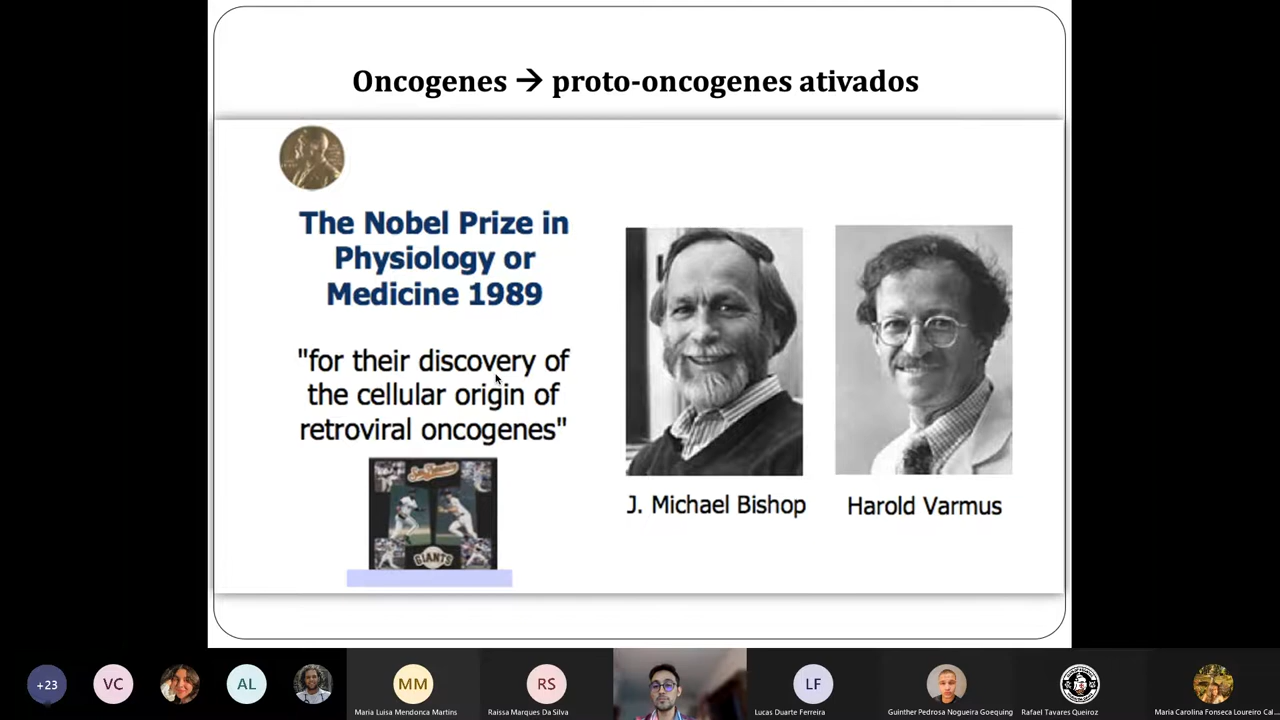 Oncogenes → proto-oncogenes ativados
The Nobel Prize in
Physiology or
Medicine 1989
"for their discovery of
the cellular origin of
retroviral oncogenes"
GIANTS
J. Michael Bishop
Harold Varmus
+23
VC
AL
MM
RS
LF
Maria Luisa Mendonca Martins
Raissa Marques Da Silva
Lucas Duarte Ferreira
Guinther Pedrosa Nogueira Goequing
Rafael Tavares Queiroz
Maria Carolina Fonseca Loureiro Cal...